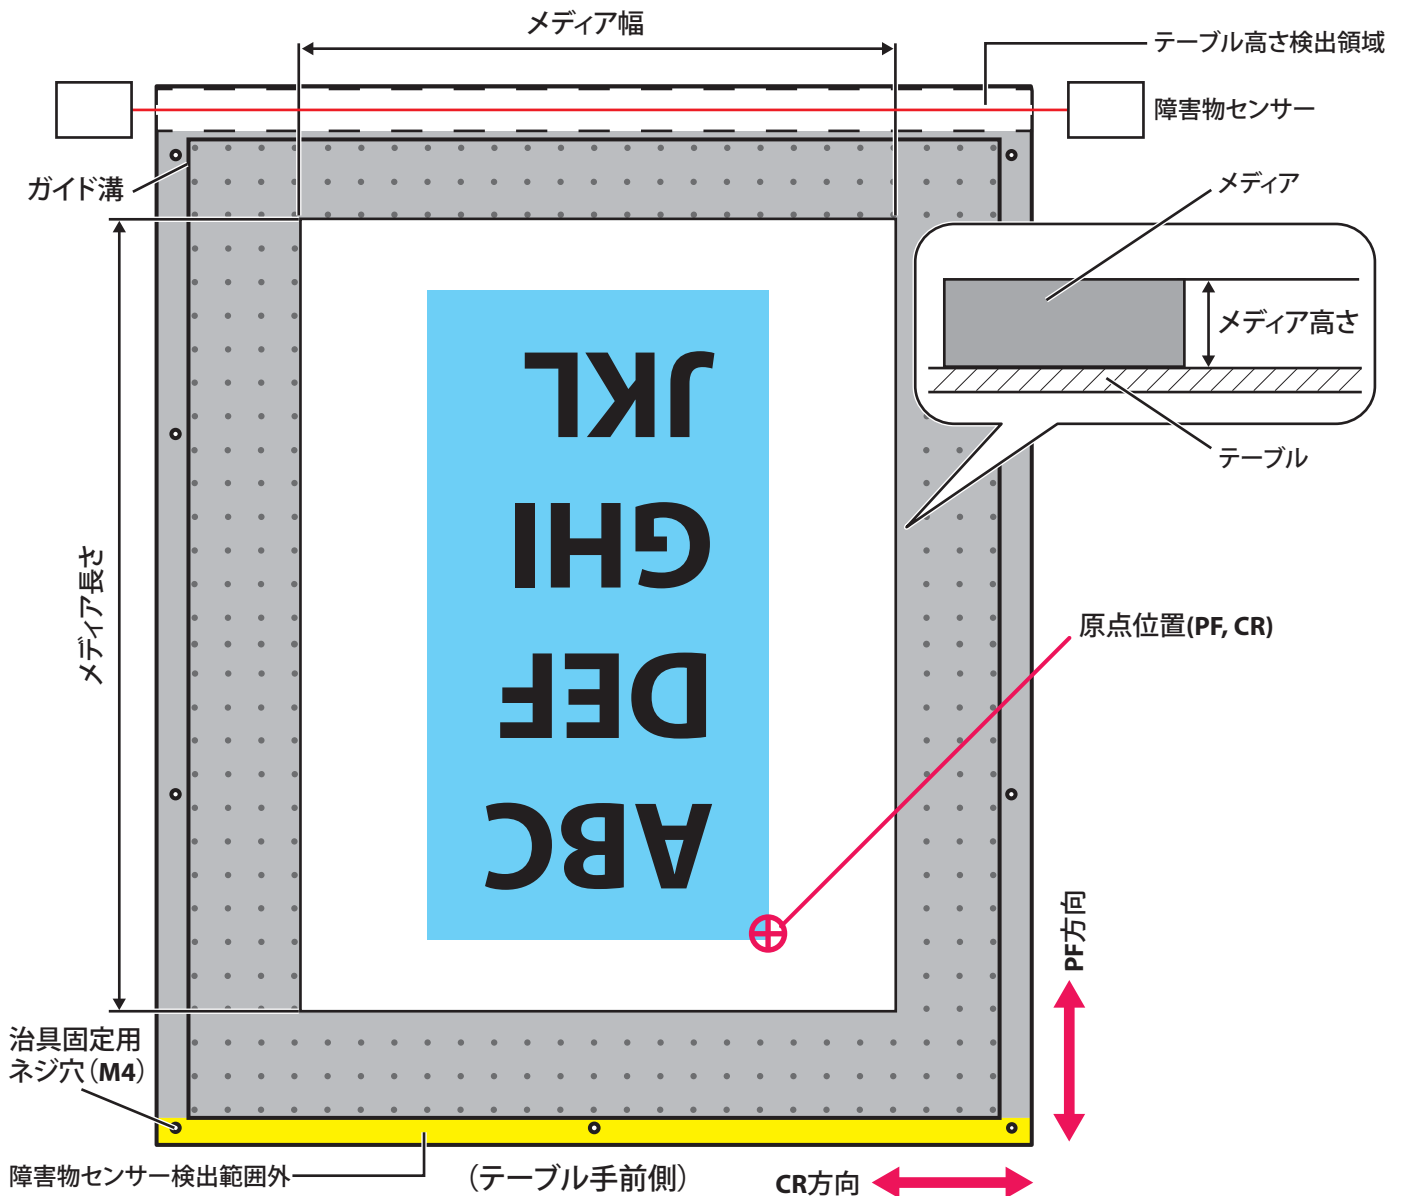 メディア幅
テーブル高さ検出領域
障害物センサー
ガイド溝
メディア
メディア高さ
テーブル
メディア長さ
JKL
GHI
DEF
ABC
原点位置(PF, CR)
PF方向
治具固定用
ネジ穴(M4)
障害物センサー検出範囲外
(テーブル手前側)
CR方向